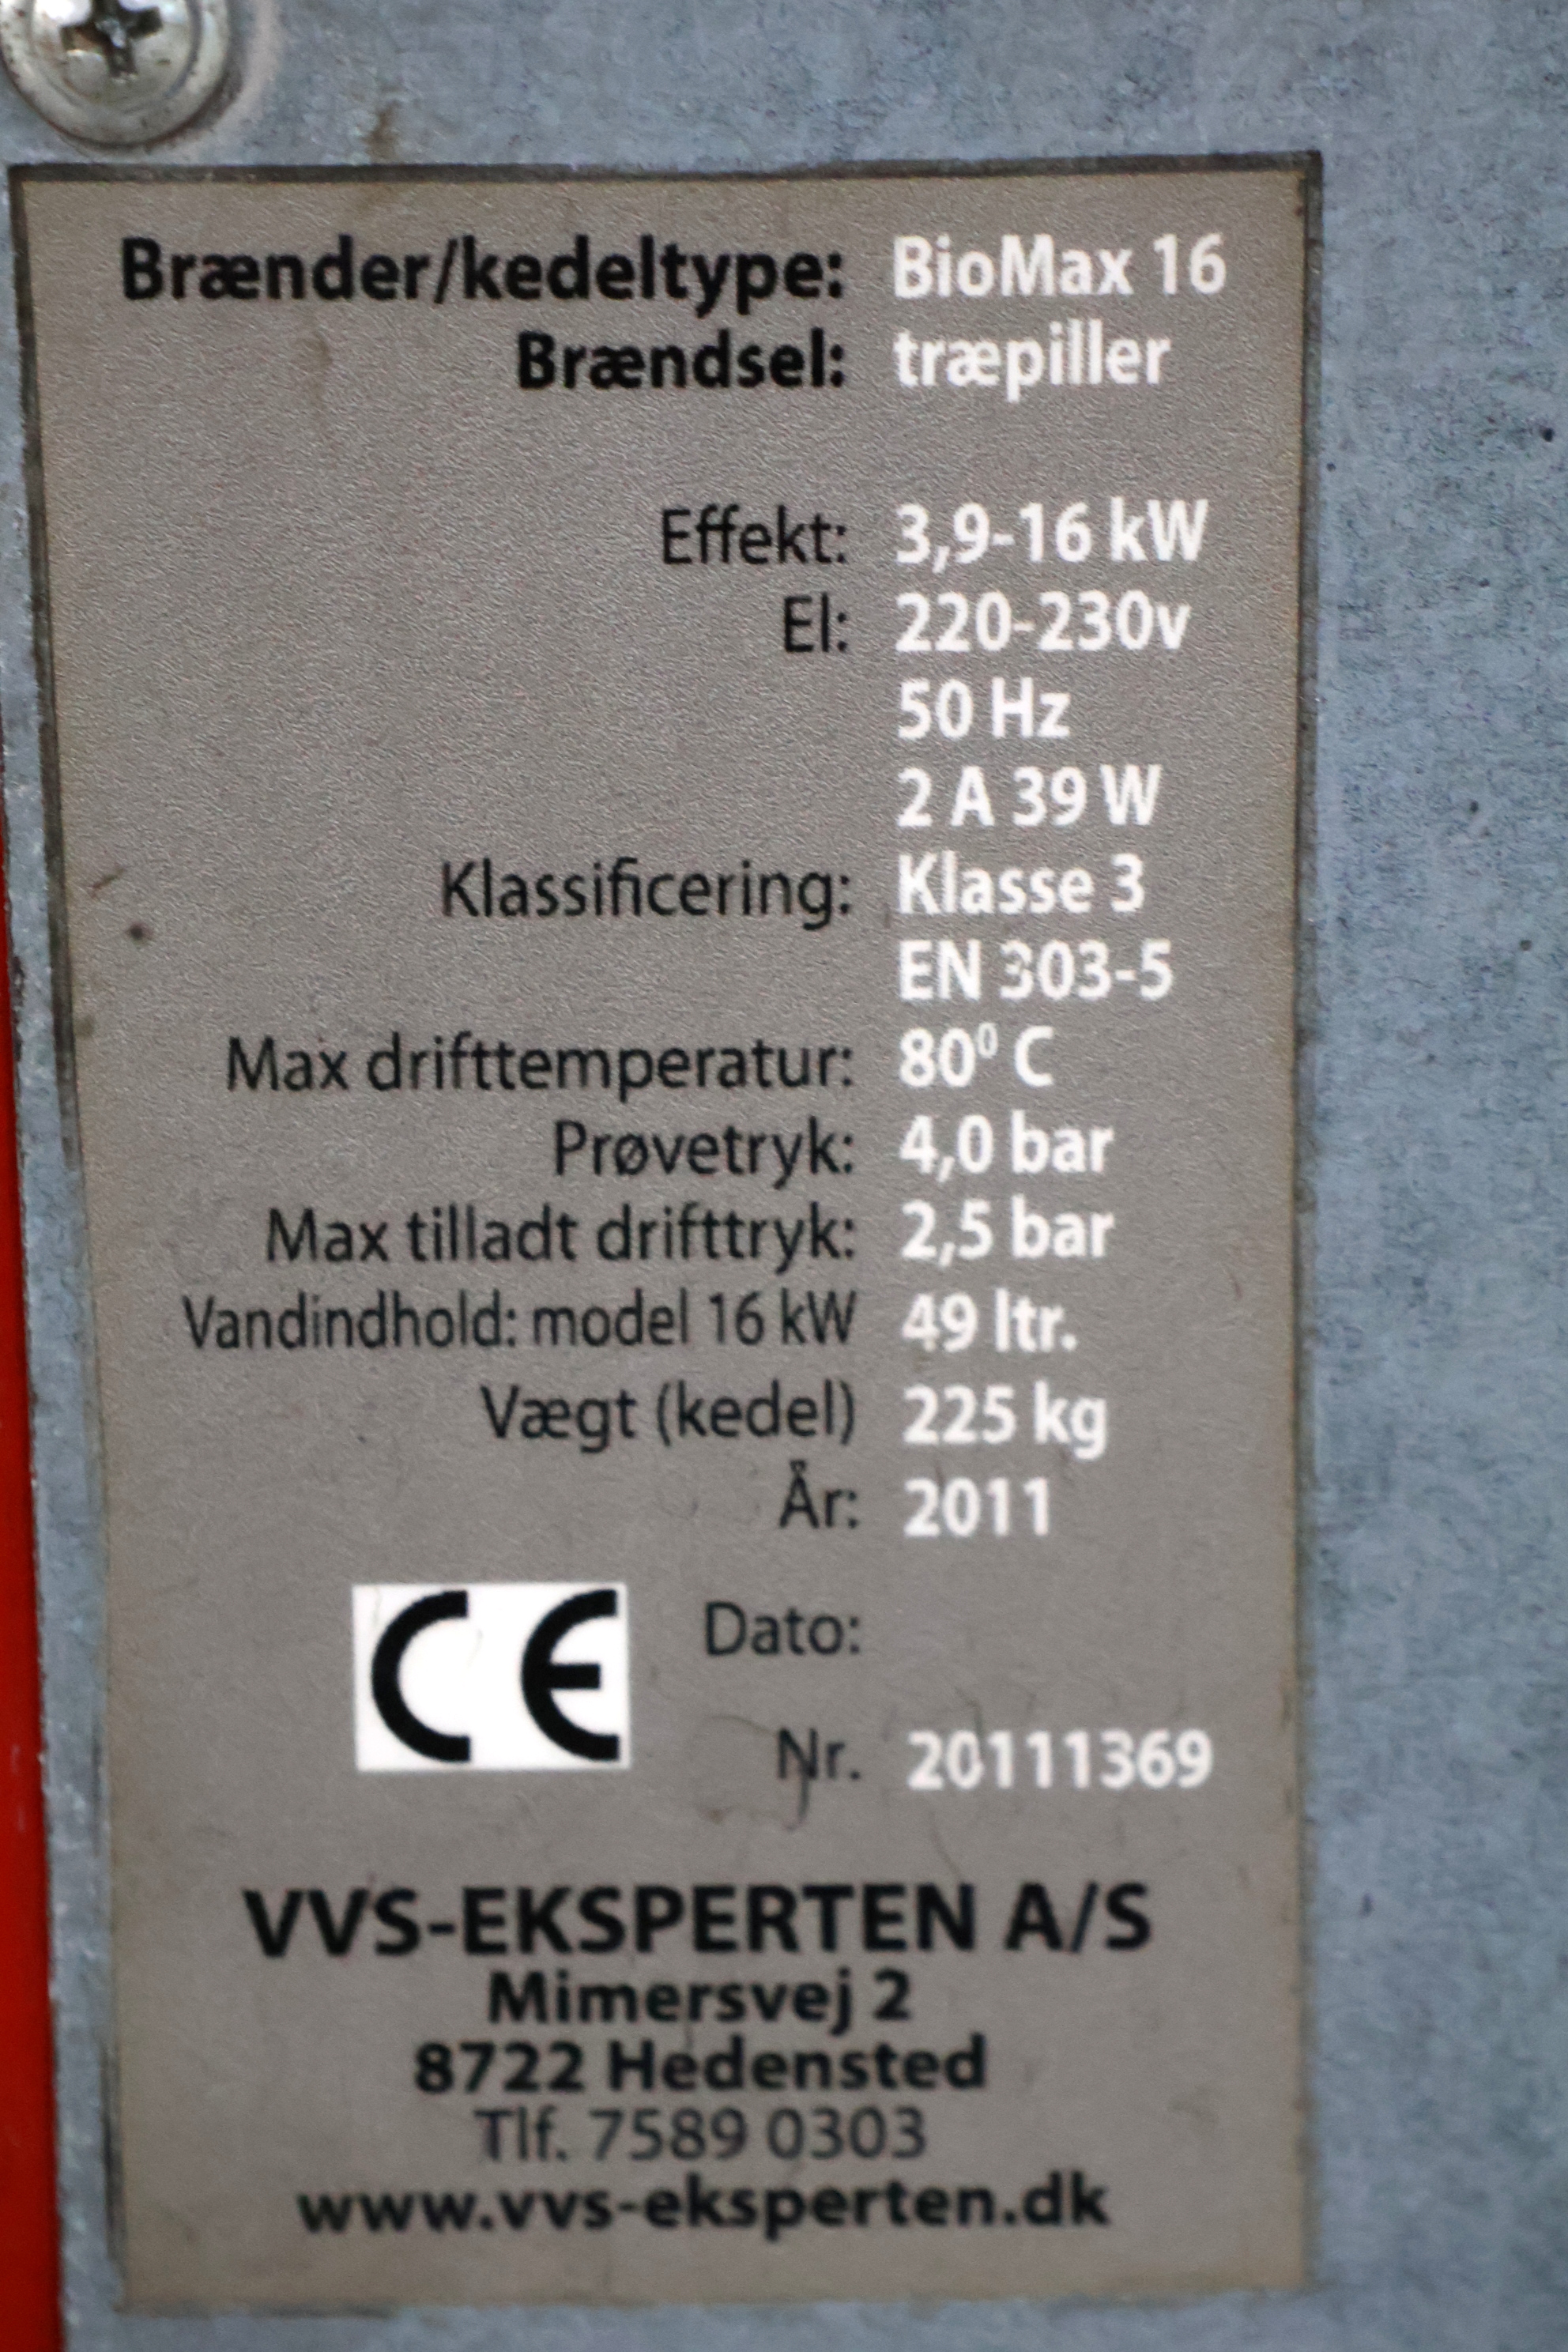 Brænder/kedeltype: BioMax 16
Brændsel: træpiller
Effekt: 3,9-16 kW
El: 220-230v
50 Hz
2 A 39 W
Klassificering: Klasse 3
EN 303-5
Max drifttemperatur: 80⁰ C
Prøvetryk: 4,0 bar
Max tilladt drifttryk: 2,5 bar
Vandindhold: model 16 kW 49 ltr.
Vægt (kedel) 225 kg
År: 2011
CE Dato:
Nr. 20111369
VVS-EKSPERTEN A/S
Mimersvej 2
8722 Hedensted
Tlf. 7589 0303
www.vvs-eksperten.dk